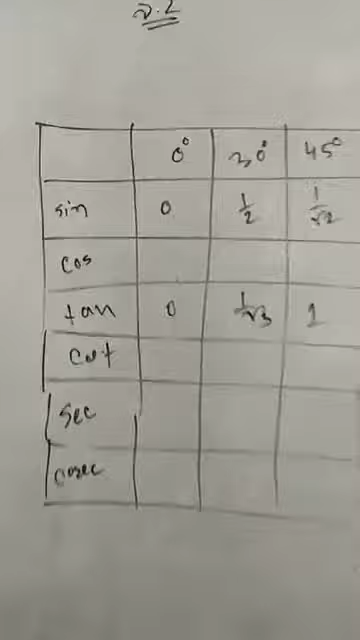 0° 30° 45°
sin 0 1/2 1/√2
cos
tan 0 1/√3 1
cot
sec
cosec